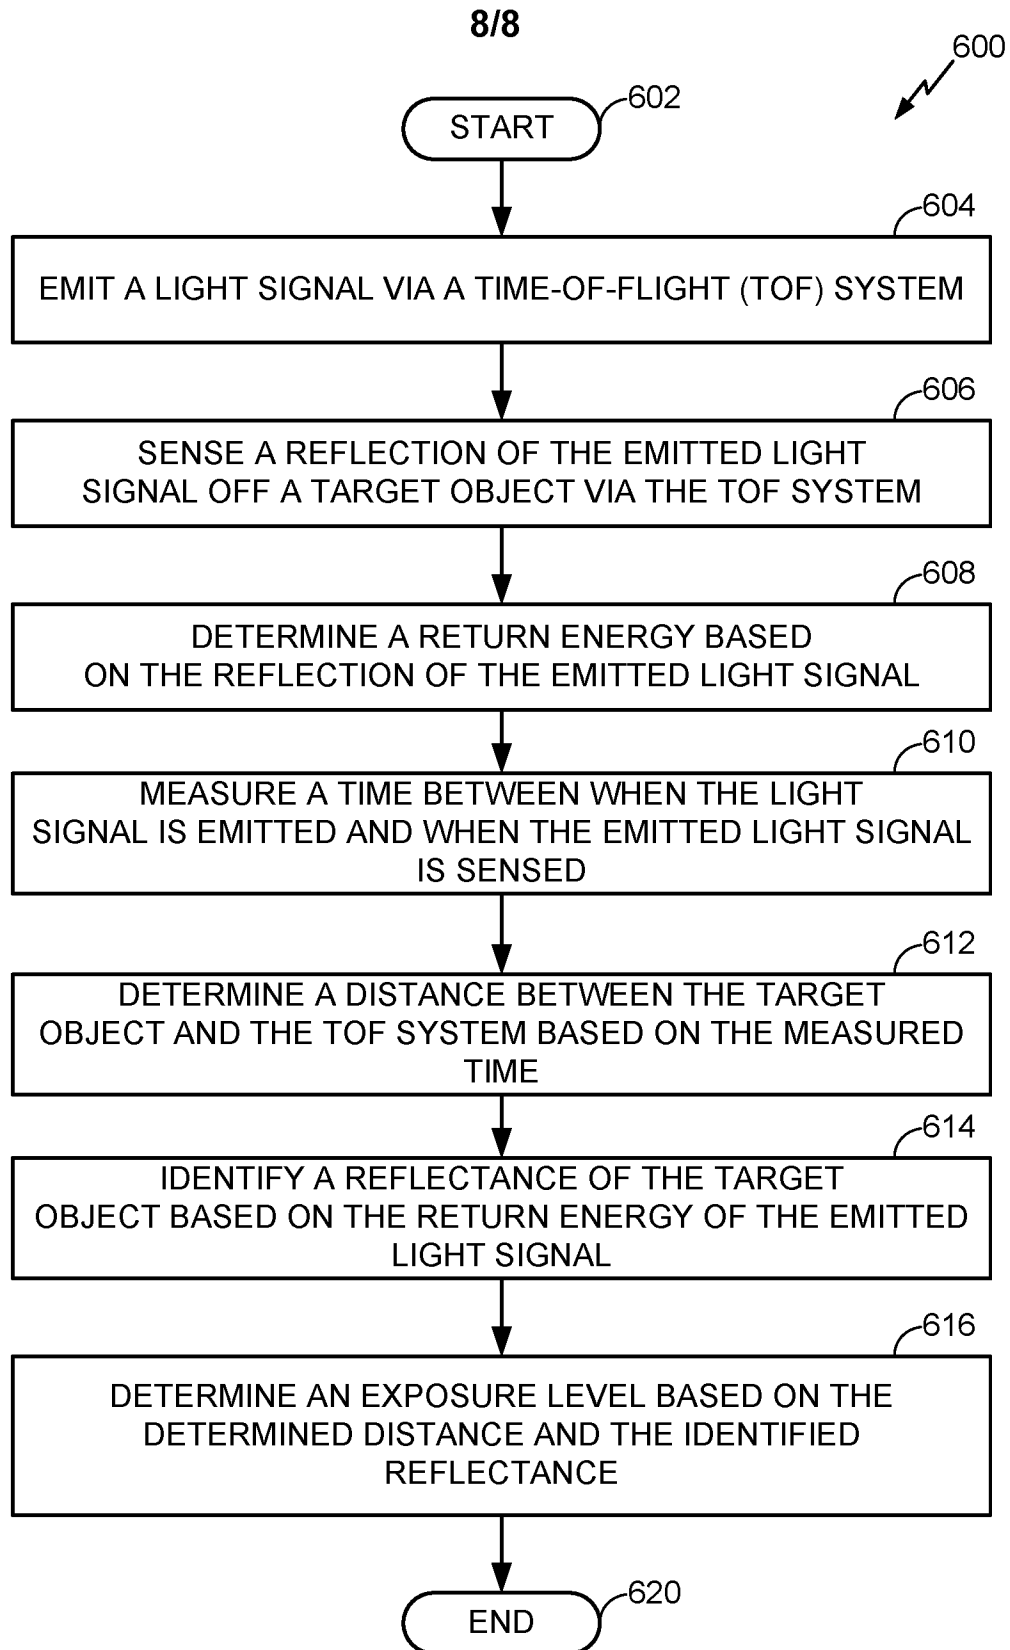 8/8
600
602
START
604
EMIT A LIGHT SIGNAL VIA A TIME-OF-FLIGHT (TOF) SYSTEM
606
SENSE A REFLECTION OF THE EMITTED LIGHT
SIGNAL OFF A TARGET OBJECT VIA THE TOF SYSTEM
608
DETERMINE A RETURN ENERGY BASED
ON THE REFLECTION OF THE EMITTED LIGHT SIGNAL
610
MEASURE A TIME BETWEEN WHEN THE LIGHT
SIGNAL IS EMITTED AND WHEN THE EMITTED LIGHT SIGNAL
IS SENSED
612
DETERMINE A DISTANCE BETWEEN THE TARGET
OBJECT AND THE TOF SYSTEM BASED ON THE MEASURED
TIME
614
IDENTIFY A REFLECTANCE OF THE TARGET
OBJECT BASED ON THE RETURN ENERGY OF THE EMITTED
LIGHT SIGNAL
616
DETERMINE AN EXPOSURE LEVEL BASED ON THE
DETERMINED DISTANCE AND THE IDENTIFIED
REFLECTANCE
620
END